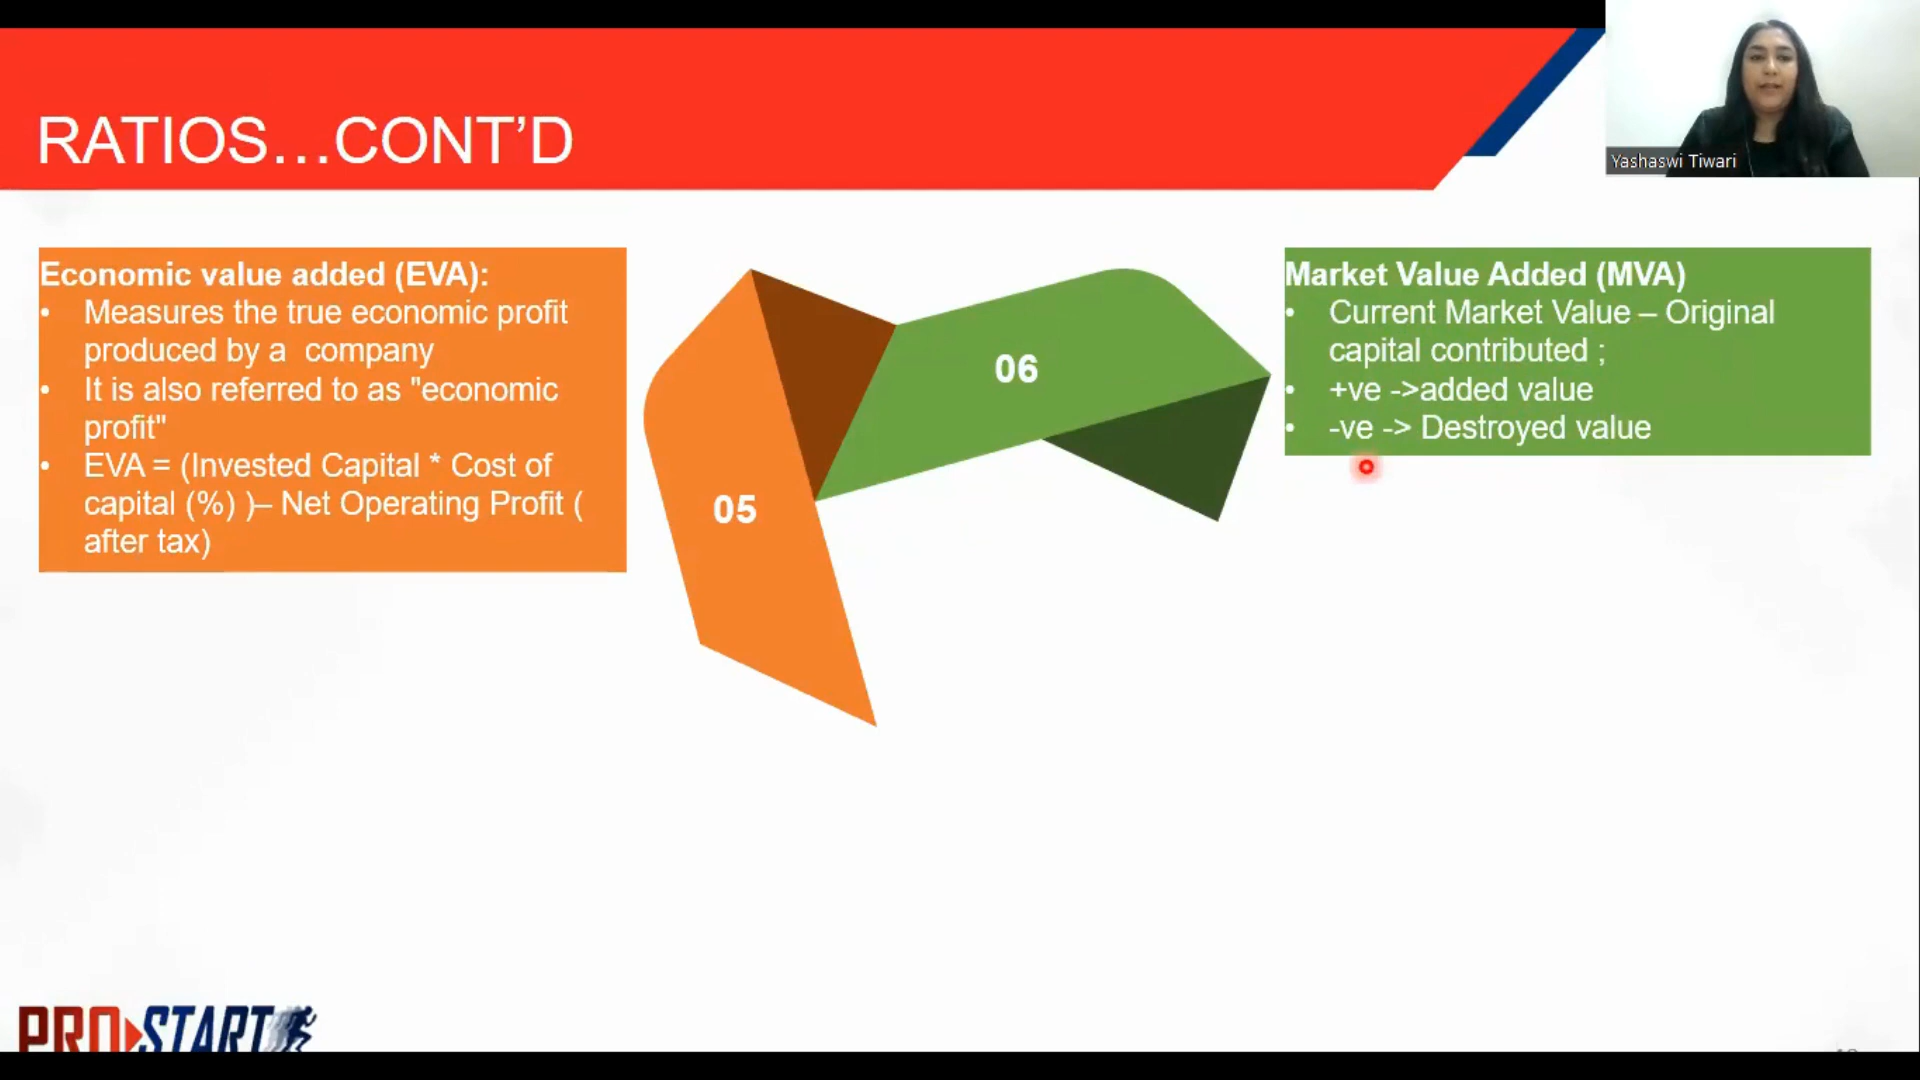 RATIOS…CONT’D
Yashaswi Tiwari
Economic value added (EVA):
• Measures the true economic profit
produced by a  company
• It is also referred to as "economic
profit"
• EVA = (Invested Capital * Cost of
capital (%) )– Net Operating Profit (
after tax)
05
06
Market Value Added (MVA)
• Current Market Value – Original
capital contributed ;
• +ve ->added value
• -ve -> Destroyed value
PRO START